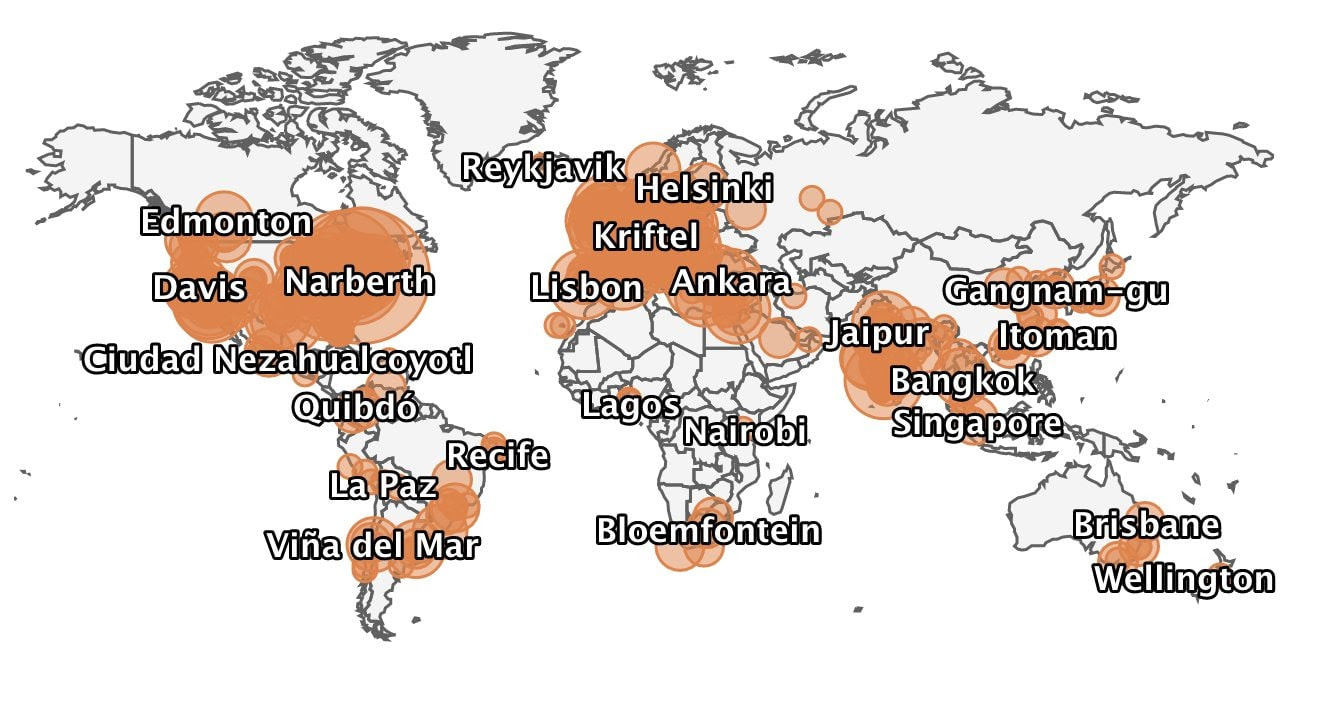 Reykjavik
Helsinki
Edmonton
Kriftel
Davis
Narberth
Lisbon
Ankara
Gangnam-gu
Jaipur
Itoman
Ciudad Nezahualcoyotl
Bangkok
Quibdó
Lagos
Singapore
Nairobi
Recife
La Paz
Brisbane
Bloemfontein
Viña del Mar
Wellington